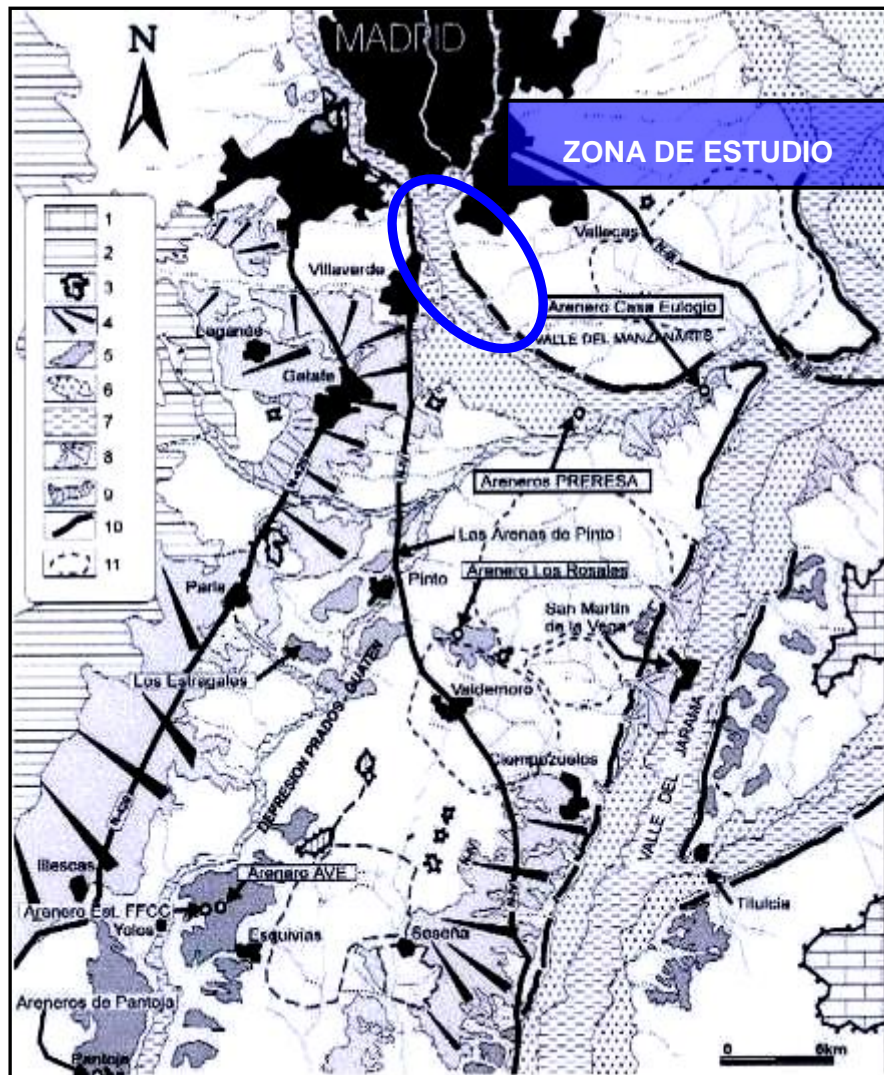 N
MADRID
ZONA DE ESTUDIO
1
2
3
4
5
6
7
8
9
10
11
Vallecas
Villaverde
Arenero Casa Eulogio
VALLE DEL MANZANARES
Leganés
Getafe
Areneros PRERESA
Las Arenas de Pinto
Parla
Pinto
Arenero Los Rosales
San Martín
de la Vega
Los Estragales
Valdemoro
DEPRESION PRADOS GUATEN
Ciempozuelos
VALLE DEL JARAMA
Illescas
Arenero AVE
Arenero Est. FFCC
Titulcia
Yeles
Esquivias
Seseña
Areneros de Pantoja
Pantoja
0 6km